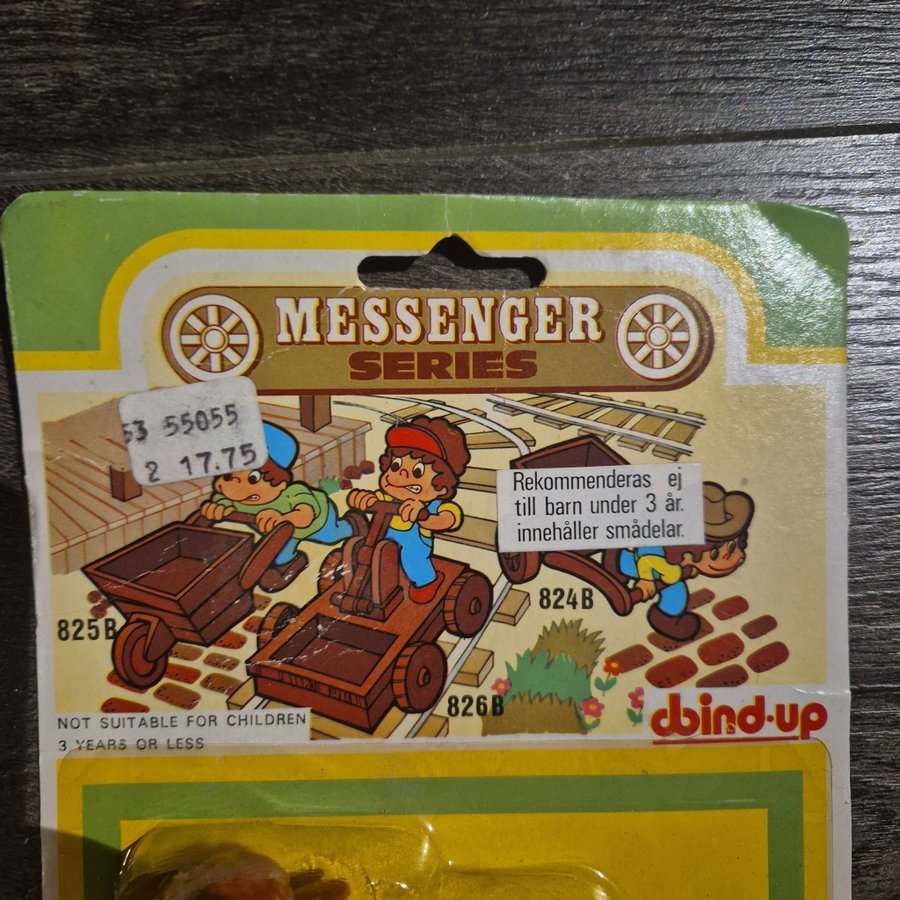 MESSENGER
SERIES
53 55055
2 17.75
Rekommenderas ej
till barn under 3 år.
innehåller smådelar.
825B
824B
826B
NOT SUITABLE FOR CHILDREN
3 YEARS OR LESS
wind-up